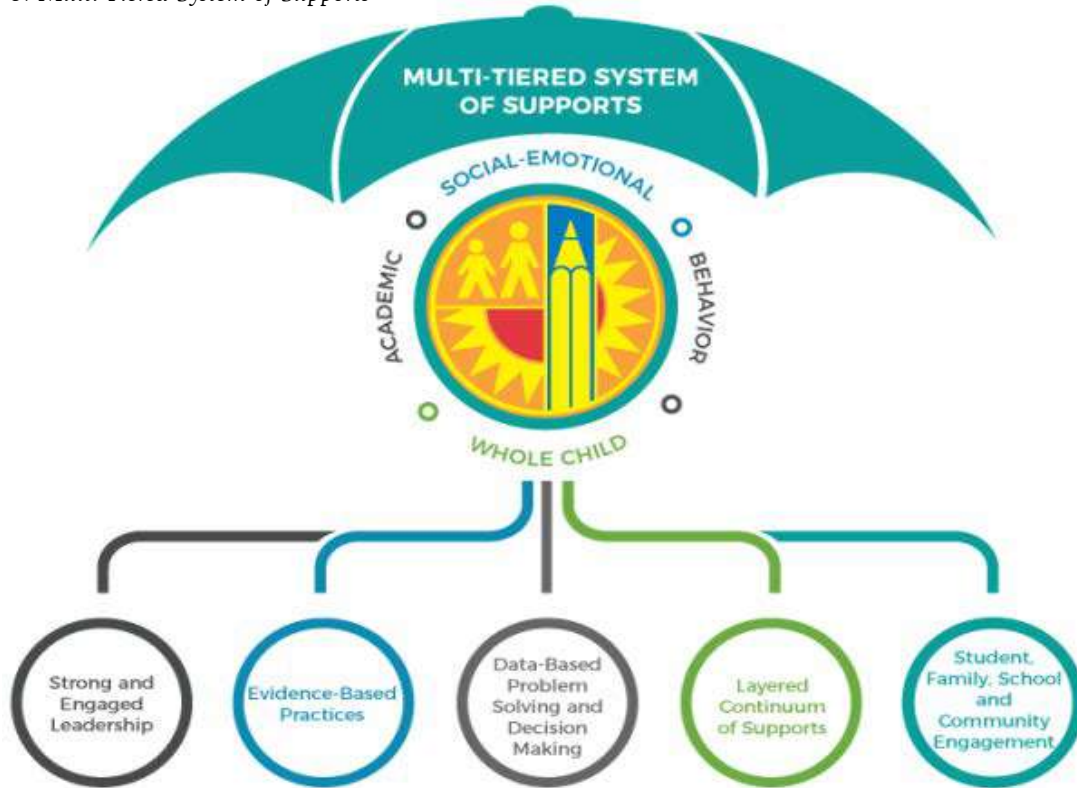 MULTI-TIERED SYSTEM
OF SUPPORTS
SOCIAL-EMOTIONAL
ACADEMIC
BEHAVIOR
WHOLE CHILD
Strong and
Engaged
Leadership
Evidence-Based
Practices
Data-Based
Problem
Solving and
Decision
Making
Layered
Continuum
of Supports
Student,
Family, School
and
Community
Engagement